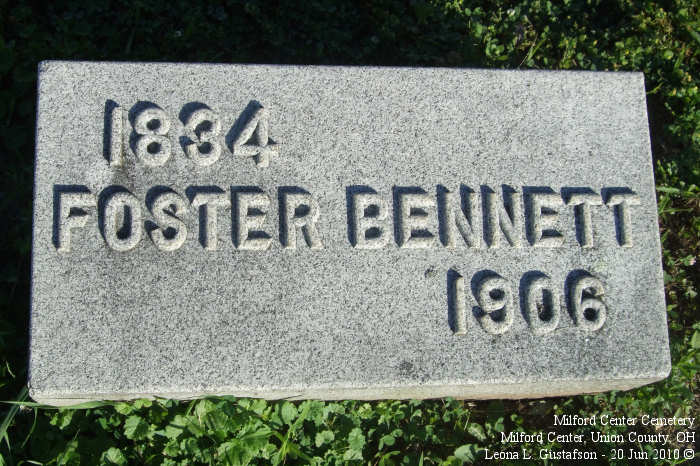 1834
FOSTER BENNETT
1906
Milford Center Cemetery
Milford Center, Union County, OH
Leona L. Gustafson - 20 Jun 2010 ©